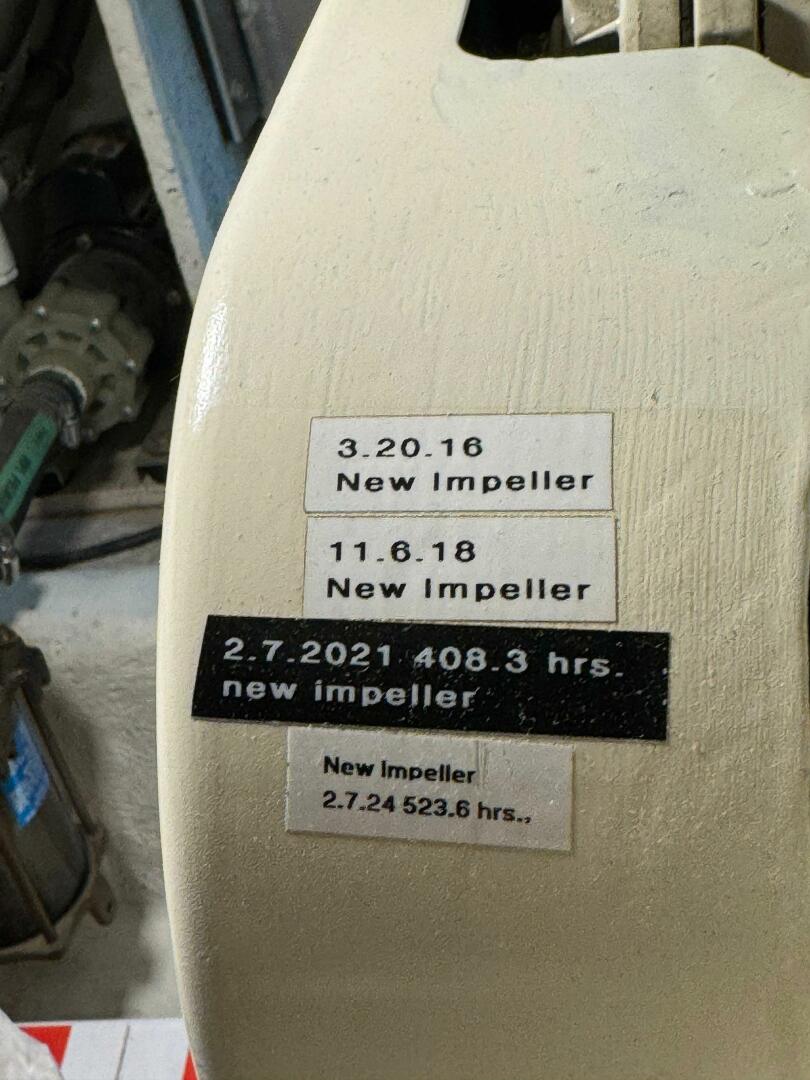 3.20.16
New Impeller
11.6.18
New Impeller
2.7.2021 408.3 hrs.
new impeller
New Impeller
2.7.24 523.6 hrs.,